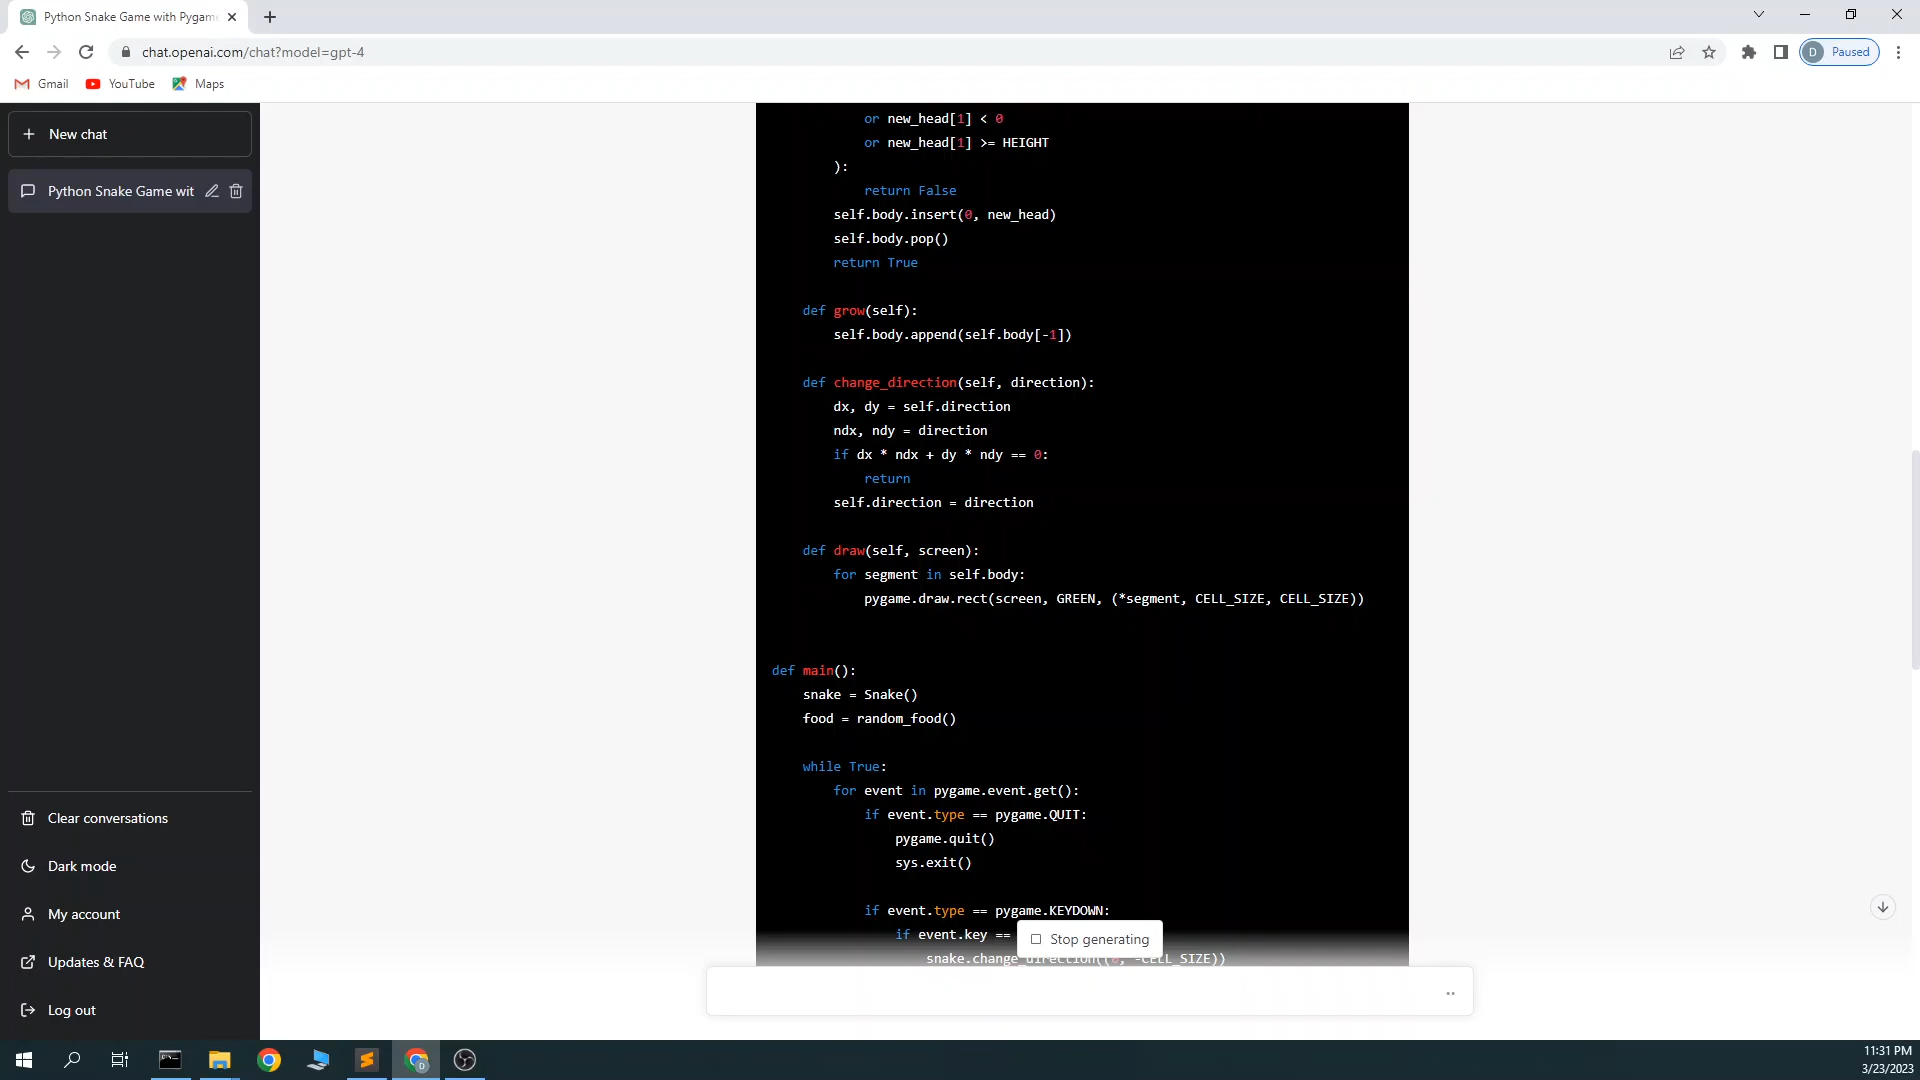 Python Snake Game with Pygam
chat.openai.com/chat?model=gpt-4
D Paused
Gmail YouTube Maps
New chat
Python Snake Game wit
or new_head[1] < 0
or new_head[1] >= HEIGHT
):
return False
self.body.insert(0, new_head)
self.body.pop()
return True
def grow(self):
self.body.append(self.body[-1])
def change_direction(self, direction):
dx, dy = self.direction
ndx, ndy = direction
if dx * ndx + dy * ndy == 0:
return
self.direction = direction
def draw(self, screen):
for segment in self.body:
pygame.draw.rect(screen, GREEN, (*segment, CELL_SIZE, CELL_SIZE))
def main():
snake = Snake()
food = random_food()
while True:
for event in pygame.event.get():
if event.type == pygame.QUIT:
pygame.quit()
sys.exit()
if event.type == pygame.KEYDOWN:
if event.key ==
snake.change_direction((0, -CELL_SIZE))
Stop generating
Clear conversations
Dark mode
My account
Updates & FAQ
Log out
11:31 PM
3/23/2023